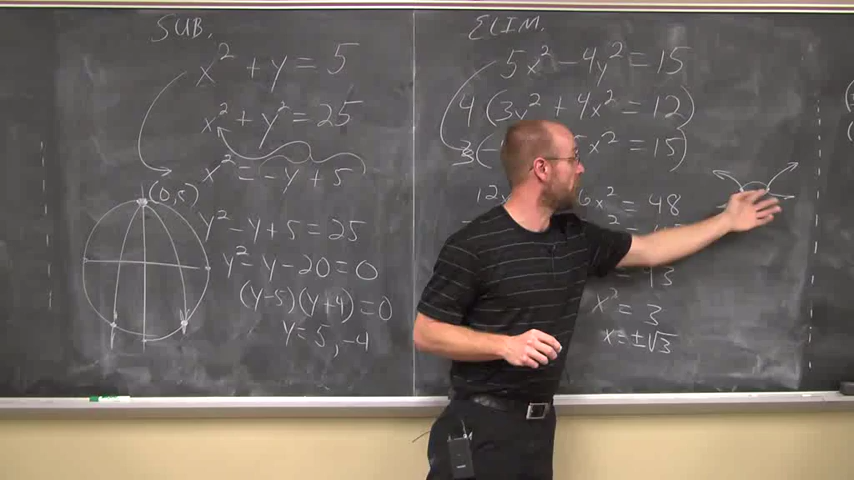 SUB.
x² + y = 5
x² + y² = 25
x² = -y + 5
(0,5)
y² - y + 5 = 25
y² = y - 20 = 0
(y-5)(y+4) = 0
y = 5, -4
ELIM.
5x² - 4y² = 15
4(3y² + 4x² = 12)
x² = 15)
12 x² = 48
x² = 3
x = ±√3